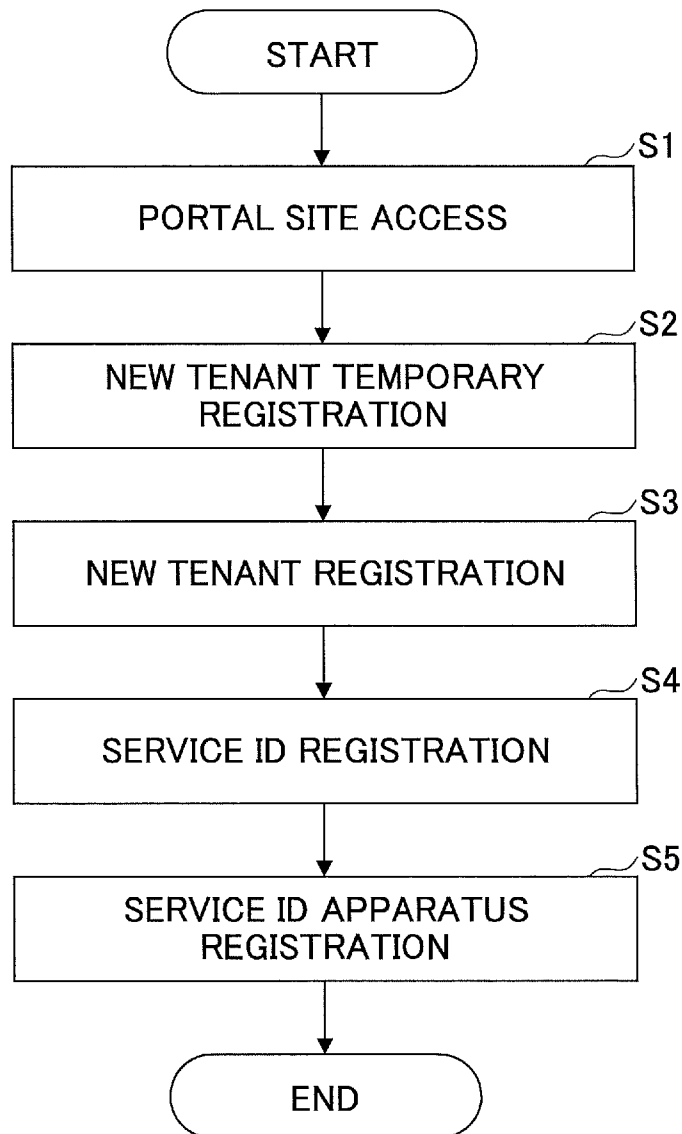 START
S1
PORTAL SITE ACCESS
S2
NEW TENANT TEMPORARY
REGISTRATION
S3
NEW TENANT REGISTRATION
S4
SERVICE ID REGISTRATION
S5
SERVICE ID APPARATUS
REGISTRATION
END